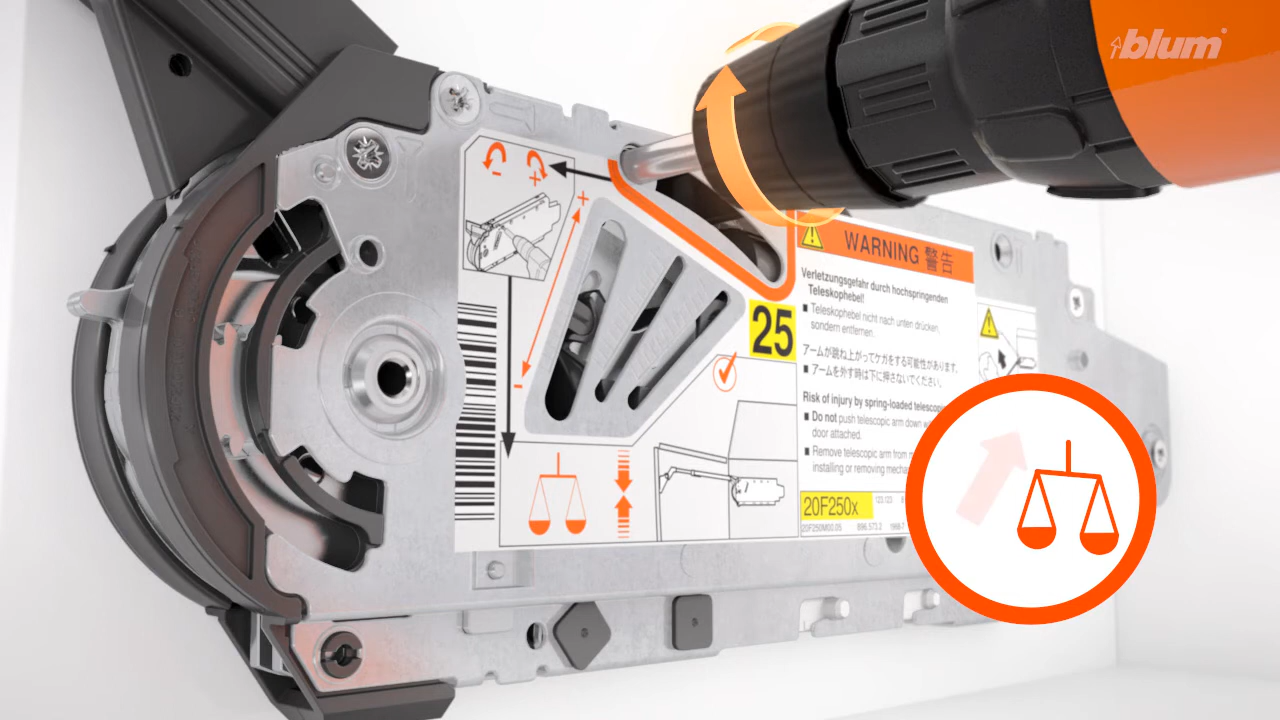 blum
WARNING 警告
Verletzungsgefahr durch hochspringenden
Teleskophebel!
■ Teleskophebel nicht nach unten drücken,
sondern entfernen.
アームが跳ね上がってケガをする可能性があります.
■ アームを外す時は下に押さないでください.
25
Risk of injury by spring-loaded telescop
■ Do not push telescopic arm down
door attached.
■ Remove telescopic arm from
installing or removing mecha
20F250x